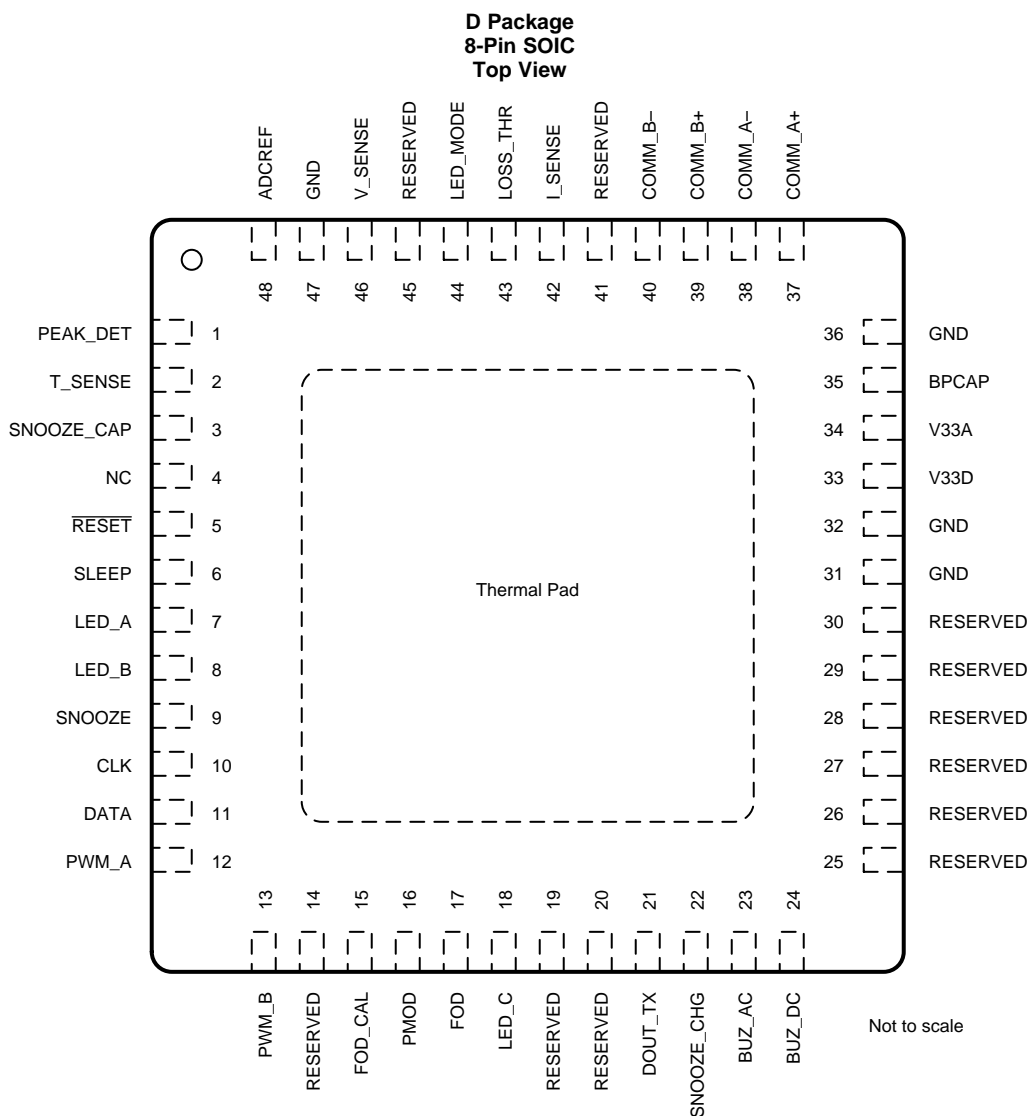 D Package
8-Pin SOIC
Top View
ADCREF
GND
V_SENSE
RESERVED
LED_MODE
LOSS_THR
I_SENSE
RESERVED
COMM_B–
COMM_B+
COMM_A–
COMM_A+
48
47
46
45
44
43
42
41
40
39
38
37
PEAK_DET 1
T_SENSE 2
SNOOZE_CAP 3
NC 4
RESET 5
SLEEP 6
LED_A 7
LED_B 8
SNOOZE 9
CLK 10
DATA 11
PWM_A 12
Thermal Pad
36 GND
35 BPCAP
34 V33A
33 V33D
32 GND
31 GND
30 RESERVED
29 RESERVED
28 RESERVED
27 RESERVED
26 RESERVED
25 RESERVED
13
14
15
16
17
18
19
20
21
22
23
24
PWM_B
RESERVED
FOD_CAL
PMOD
FOD
LED_C
RESERVED
RESERVED
DOUT_TX
SNOOZE_CHG
BUZ_AC
BUZ_DC
Not to scale